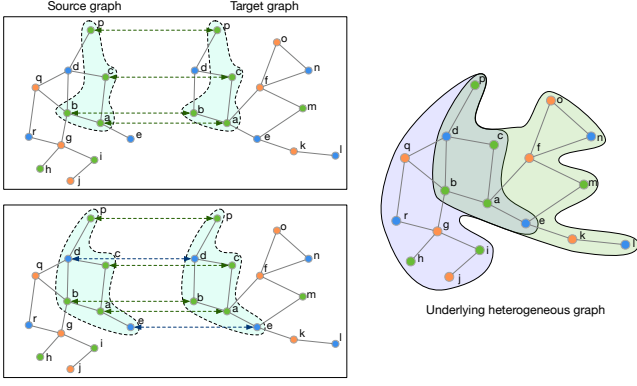 Source graph Target graph
p p
o
d c d c n
q f
b a b a m
r g e e k l
h i
j
p p
o
d c d c n
q f
b a b a m
r g e e k l
h i
j
p o
d c n
q f
b a m
r g e k l
h i
j
Underlying heterogeneous graph